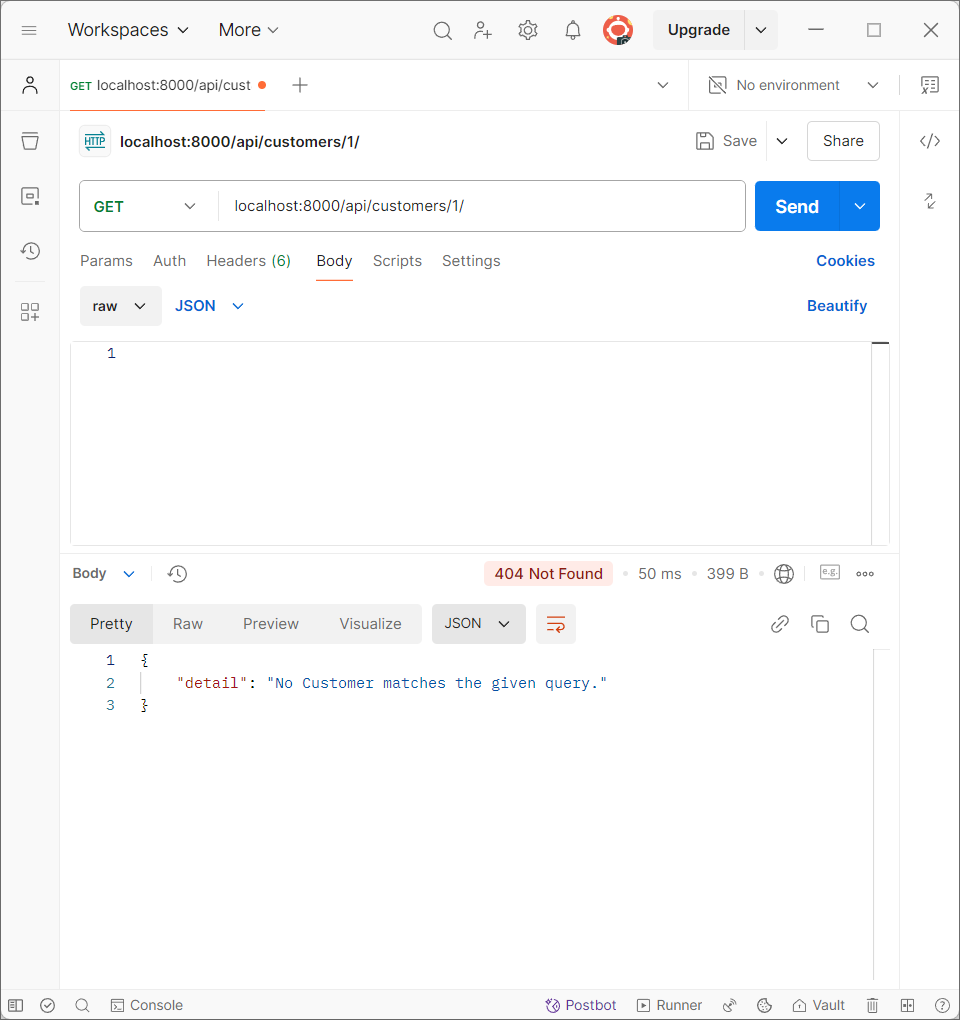 Workspaces More Upgrade
GET localhost:8000/api/cust No environment
HTTP localhost:8000/api/customers/1/ Save Share
GET localhost:8000/api/customers/1/ Send
Params Auth Headers (6) Body Scripts Settings Cookies
raw JSON Beautify
1
Body 404 Not Found 50 ms 399 B e.g.
Pretty Raw Preview Visualize JSON
1 {
2 "detail": "No Customer matches the given query."
3 }
Console Postbot Runner Vault